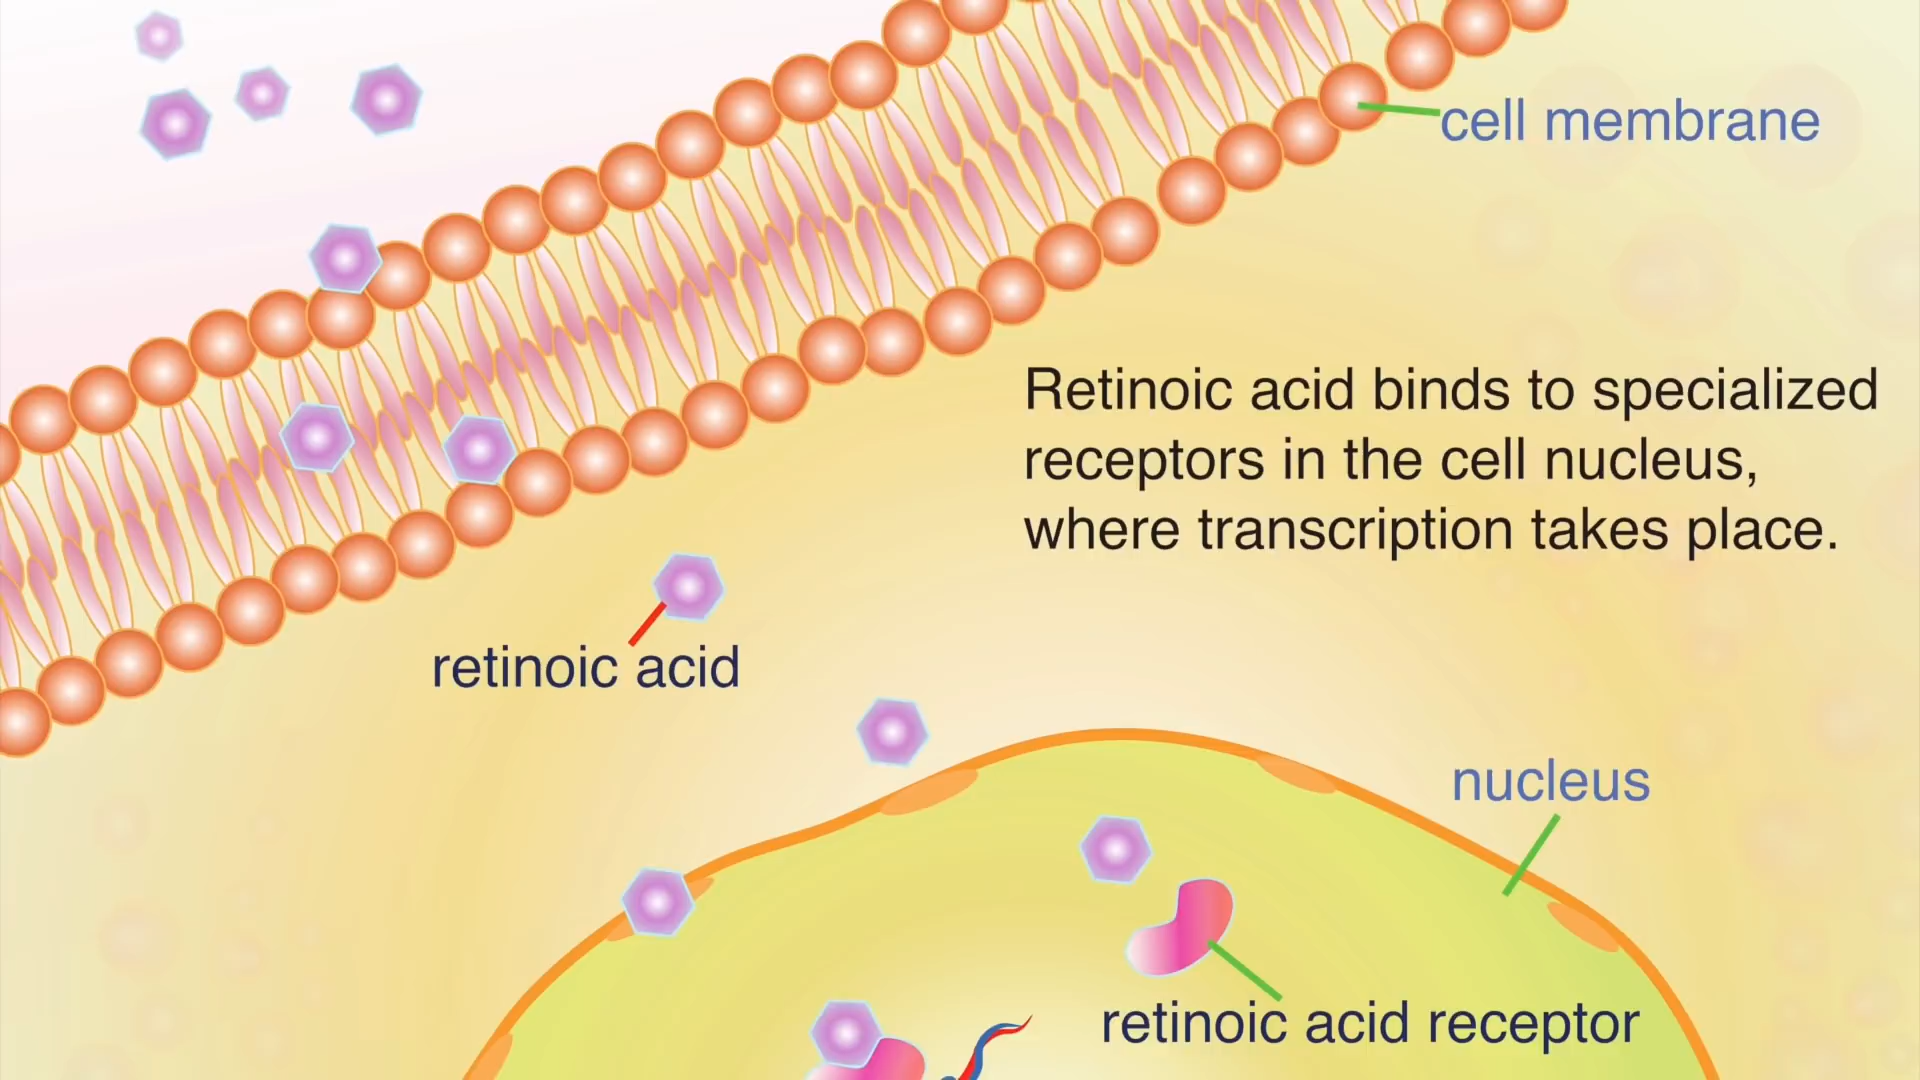 cell membrane
Retinoic acid binds to specialized
receptors in the cell nucleus,
where transcription takes place.
retinoic acid
nucleus
retinoic acid receptor